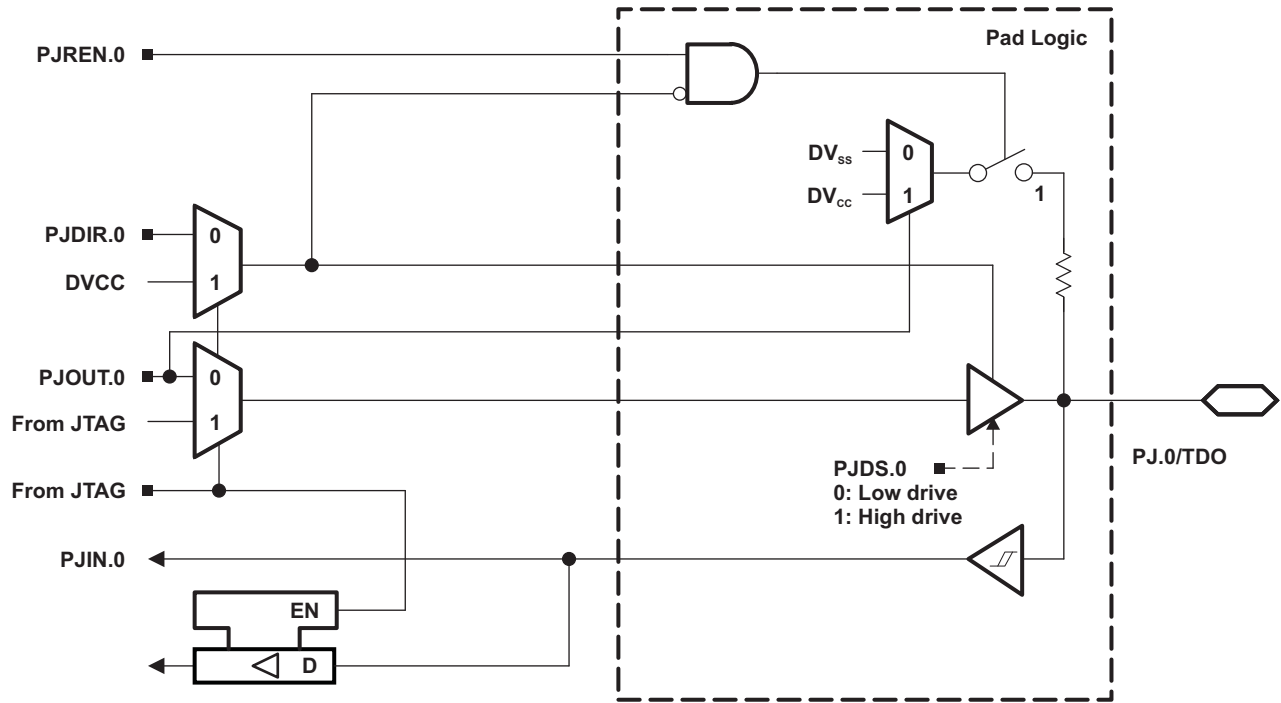 Pad Logic
PJREN.0
DVss
0
DVcc
1
1
PJDIR.0
0
DVCC
1
PJOUT.0
0
From JTAG
1
PJDS.0
0: Low drive
1: High drive
PJ.0/TDO
From JTAG
PJIN.0
EN
D